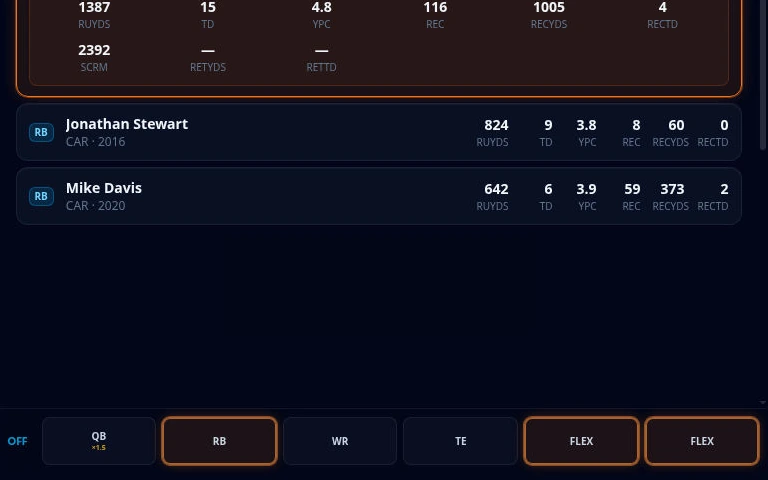 1387 15 4.8 116 1005 4
RUYDS TD YPC REC RECYDS RECTD
2392 — —
SCRM RETYDS RETTD
RB Jonathan Stewart 824 9 3.8 8 60 0
CAR · 2016 RUYDS TD YPC REC RECYDS RECTD
RB Mike Davis 642 6 3.9 59 373 2
CAR · 2020 RUYDS TD YPC REC RECYDS RECTD
OFF QB RB WR TE FLEX FLEX
×1.5